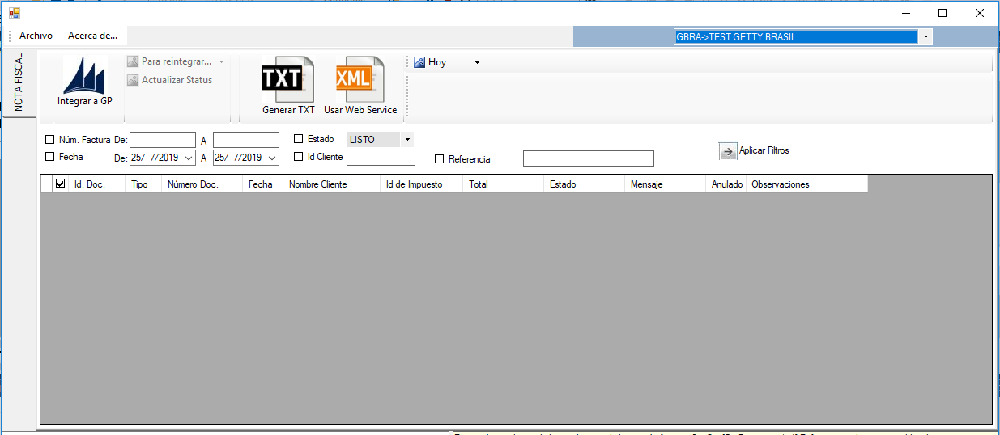 Archivo Acerca de... GBRA->TEST GETTY BRASIL
NOTA FISCAL
Integrar a GP
Para reintegrar...
Actualizar Status
TXT
Generar TXT
XML
Usar Web Service
Hoy
Núm. Factura De: A Estado LISTO
Fecha De: 25/ 7/2019 A 25/ 7/2019 Id Cliente Referencia Aplicar Filtros
Id. Doc. Tipo Número Doc. Fecha Nombre Cliente Id de Impuesto Total Estado Mensaje Anulado Observaciones